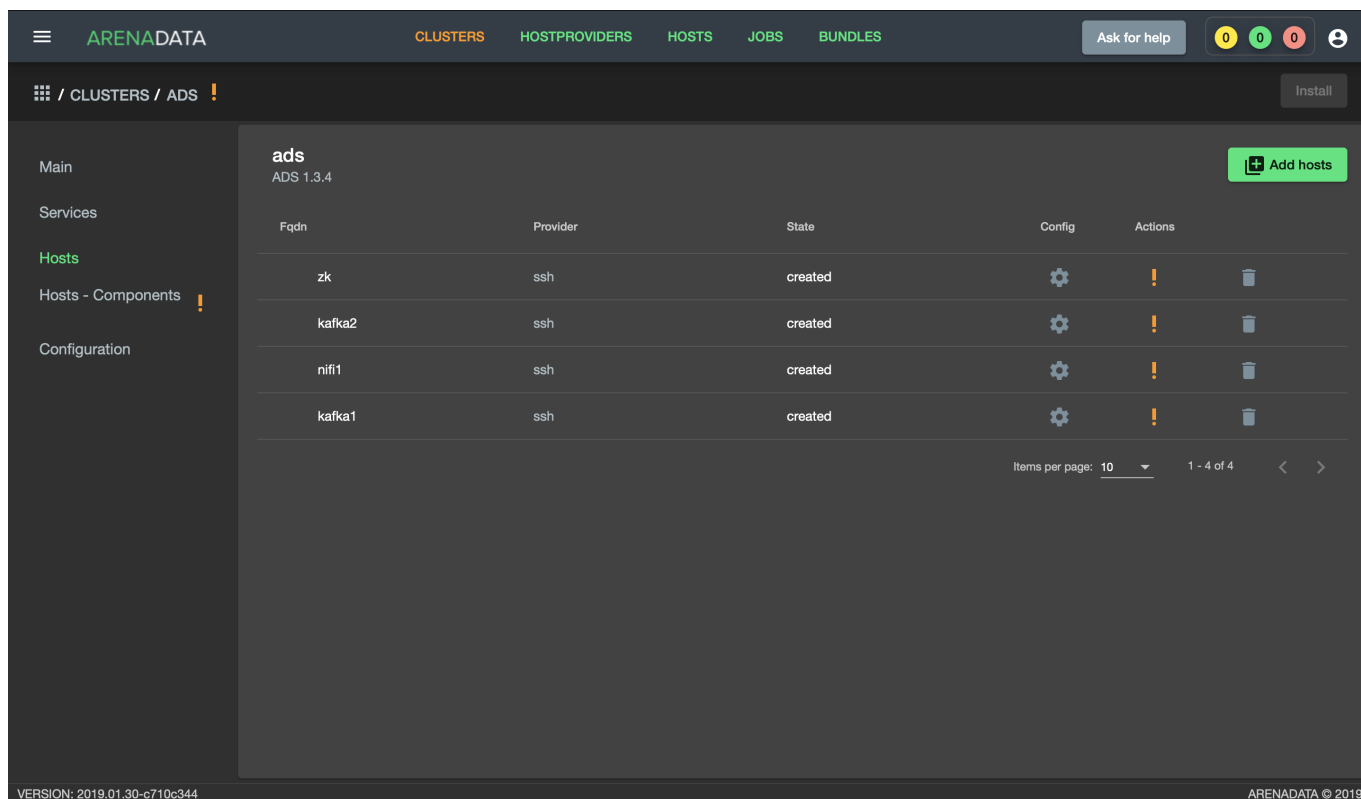 ARENADATA CLUSTERS HOSTPROVIDERS HOSTS JOBS BUNDLES Ask for help 0 0 0
/ CLUSTERS / ADS ! Install
Main
Services
Hosts
Hosts - Components !
Configuration
ads
ADS 1.3.4
Add hosts
Fqdn Provider State Config Actions
zk ssh created !
kafka2 ssh created !
nifi1 ssh created !
kafka1 ssh created !
Items per page: 10 1 - 4 of 4
VERSION: 2019.01.30-c710c344 ARENADATA © 2019